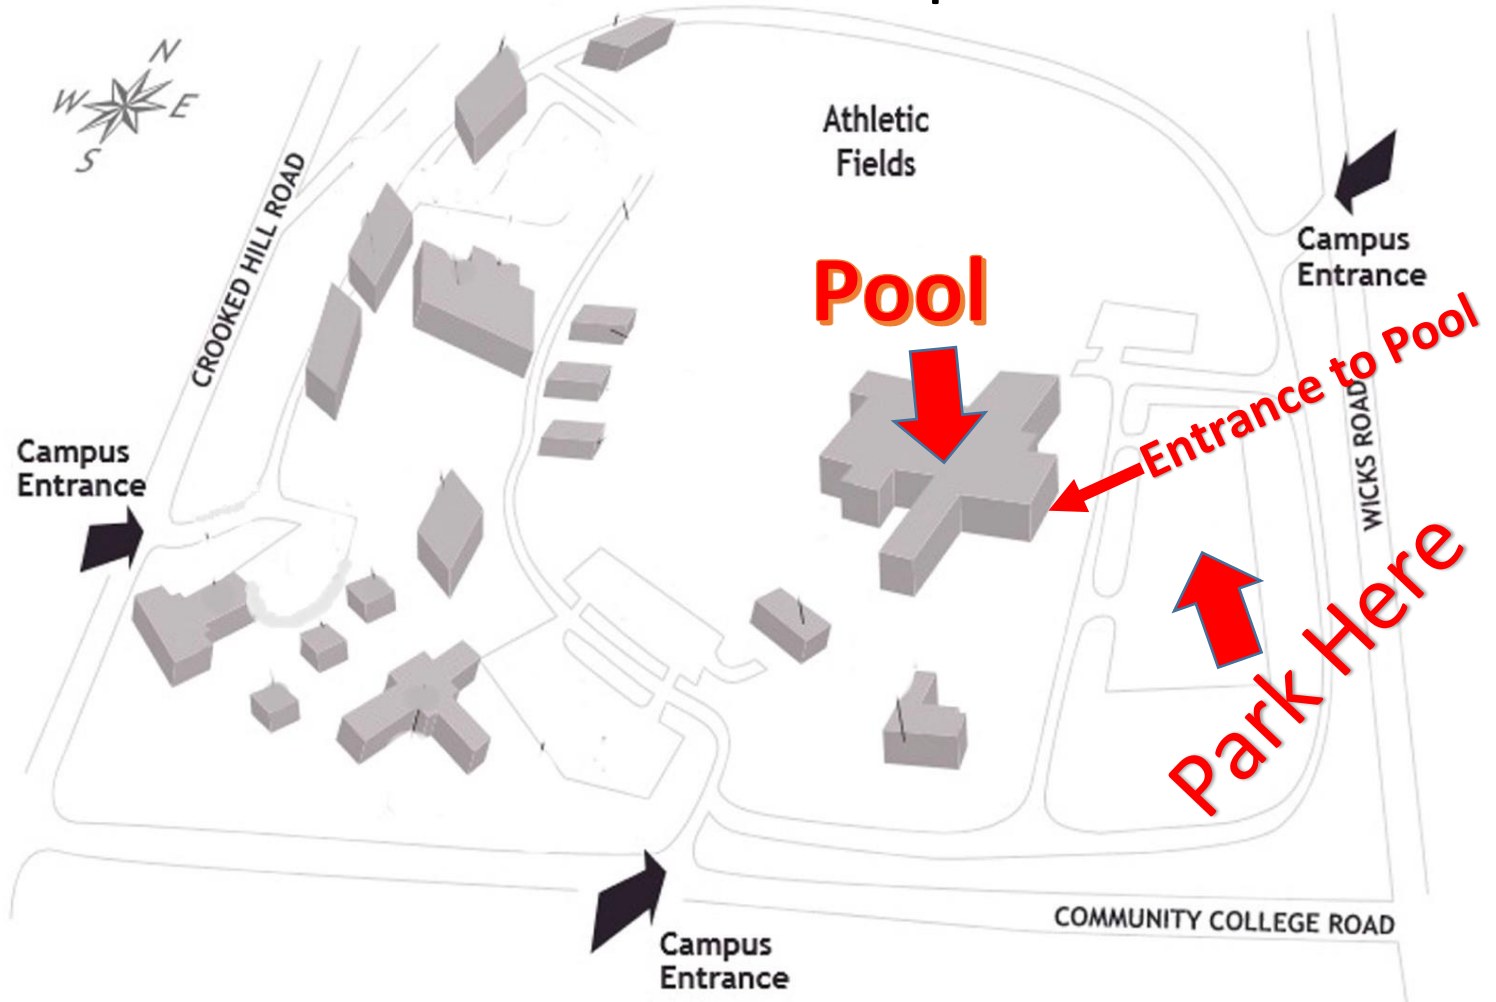 N
W
E
S
CROOKED HILL ROAD
Athletic
Fields
Campus
Entrance
Pool
Entrance to Pool
WICKS ROAD
Campus
Entrance
Park Here
COMMUNITY COLLEGE ROAD
Campus
Entrance